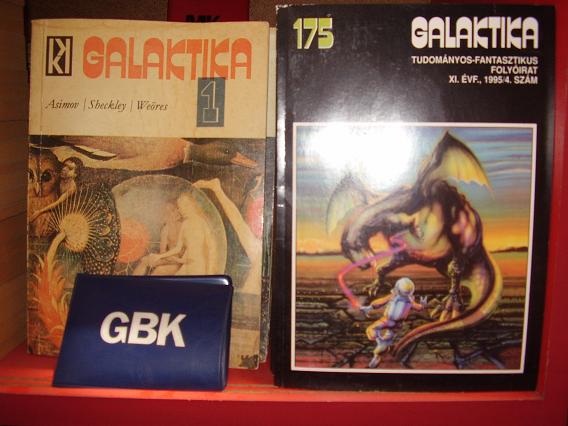 GALAKTIKA
Asimov | Sheckley | Weöres
1
GBK
175
GALAKTIKA
TUDOMÁNYOS-FANTASZTIKUS
FOLYÓIRAT
XI. ÉVF., 1995/4. SZÁM